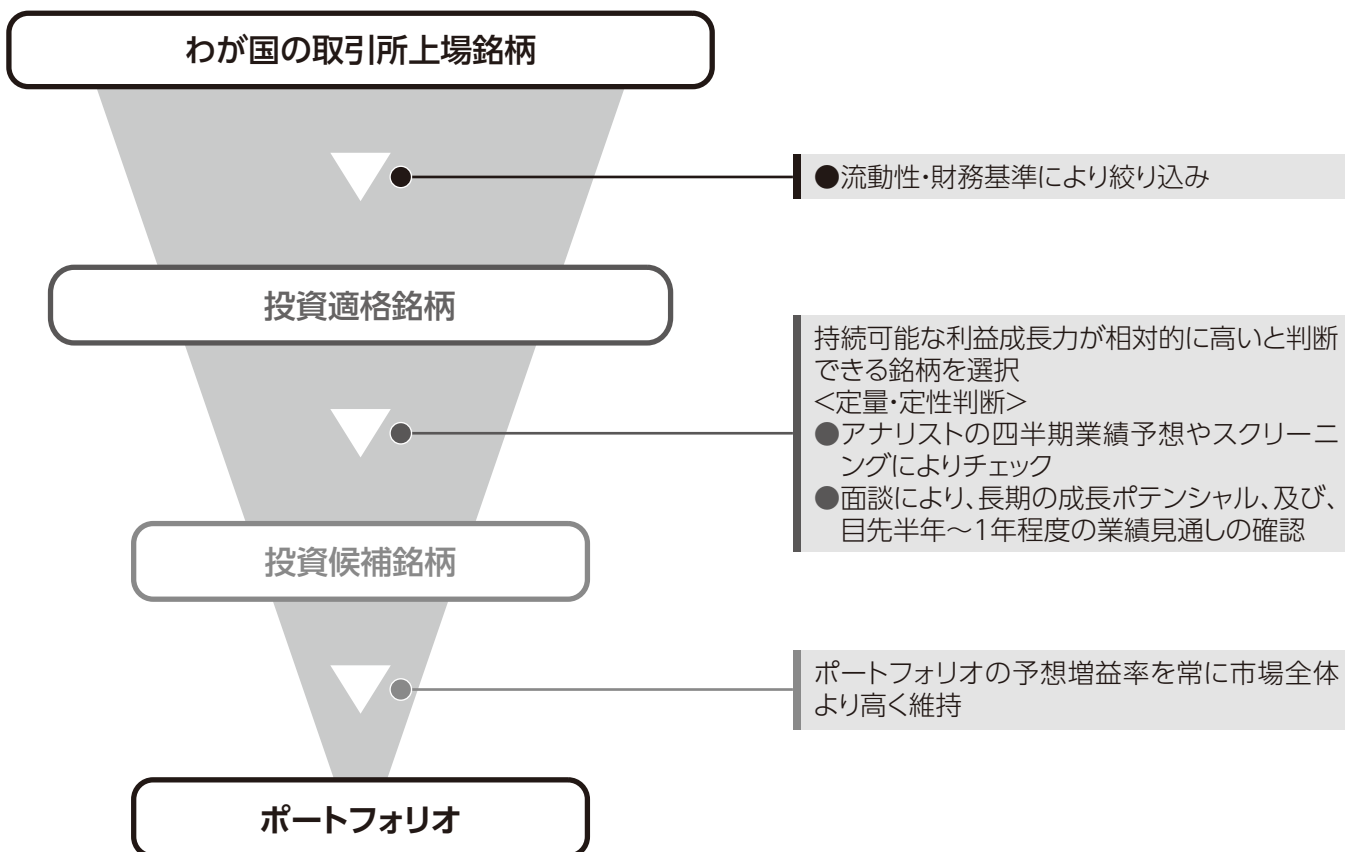 わが国の取引所上場銘柄
●流動性・財務基準により絞り込み
投資適格銘柄
持続可能な利益成長力が相対的に高いと判断
できる銘柄を選択
<定量・定性判断>
●アナリストの四半期業績予想やスクリーニ
ングによりチェック
●面談により、長期の成長ポテンシャル、及び、
目先半年～1年程度の業績見通しの確認
投資候補銘柄
ポートフォリオの予想増益率を常に市場全体
より高く維持
ポートフォリオ